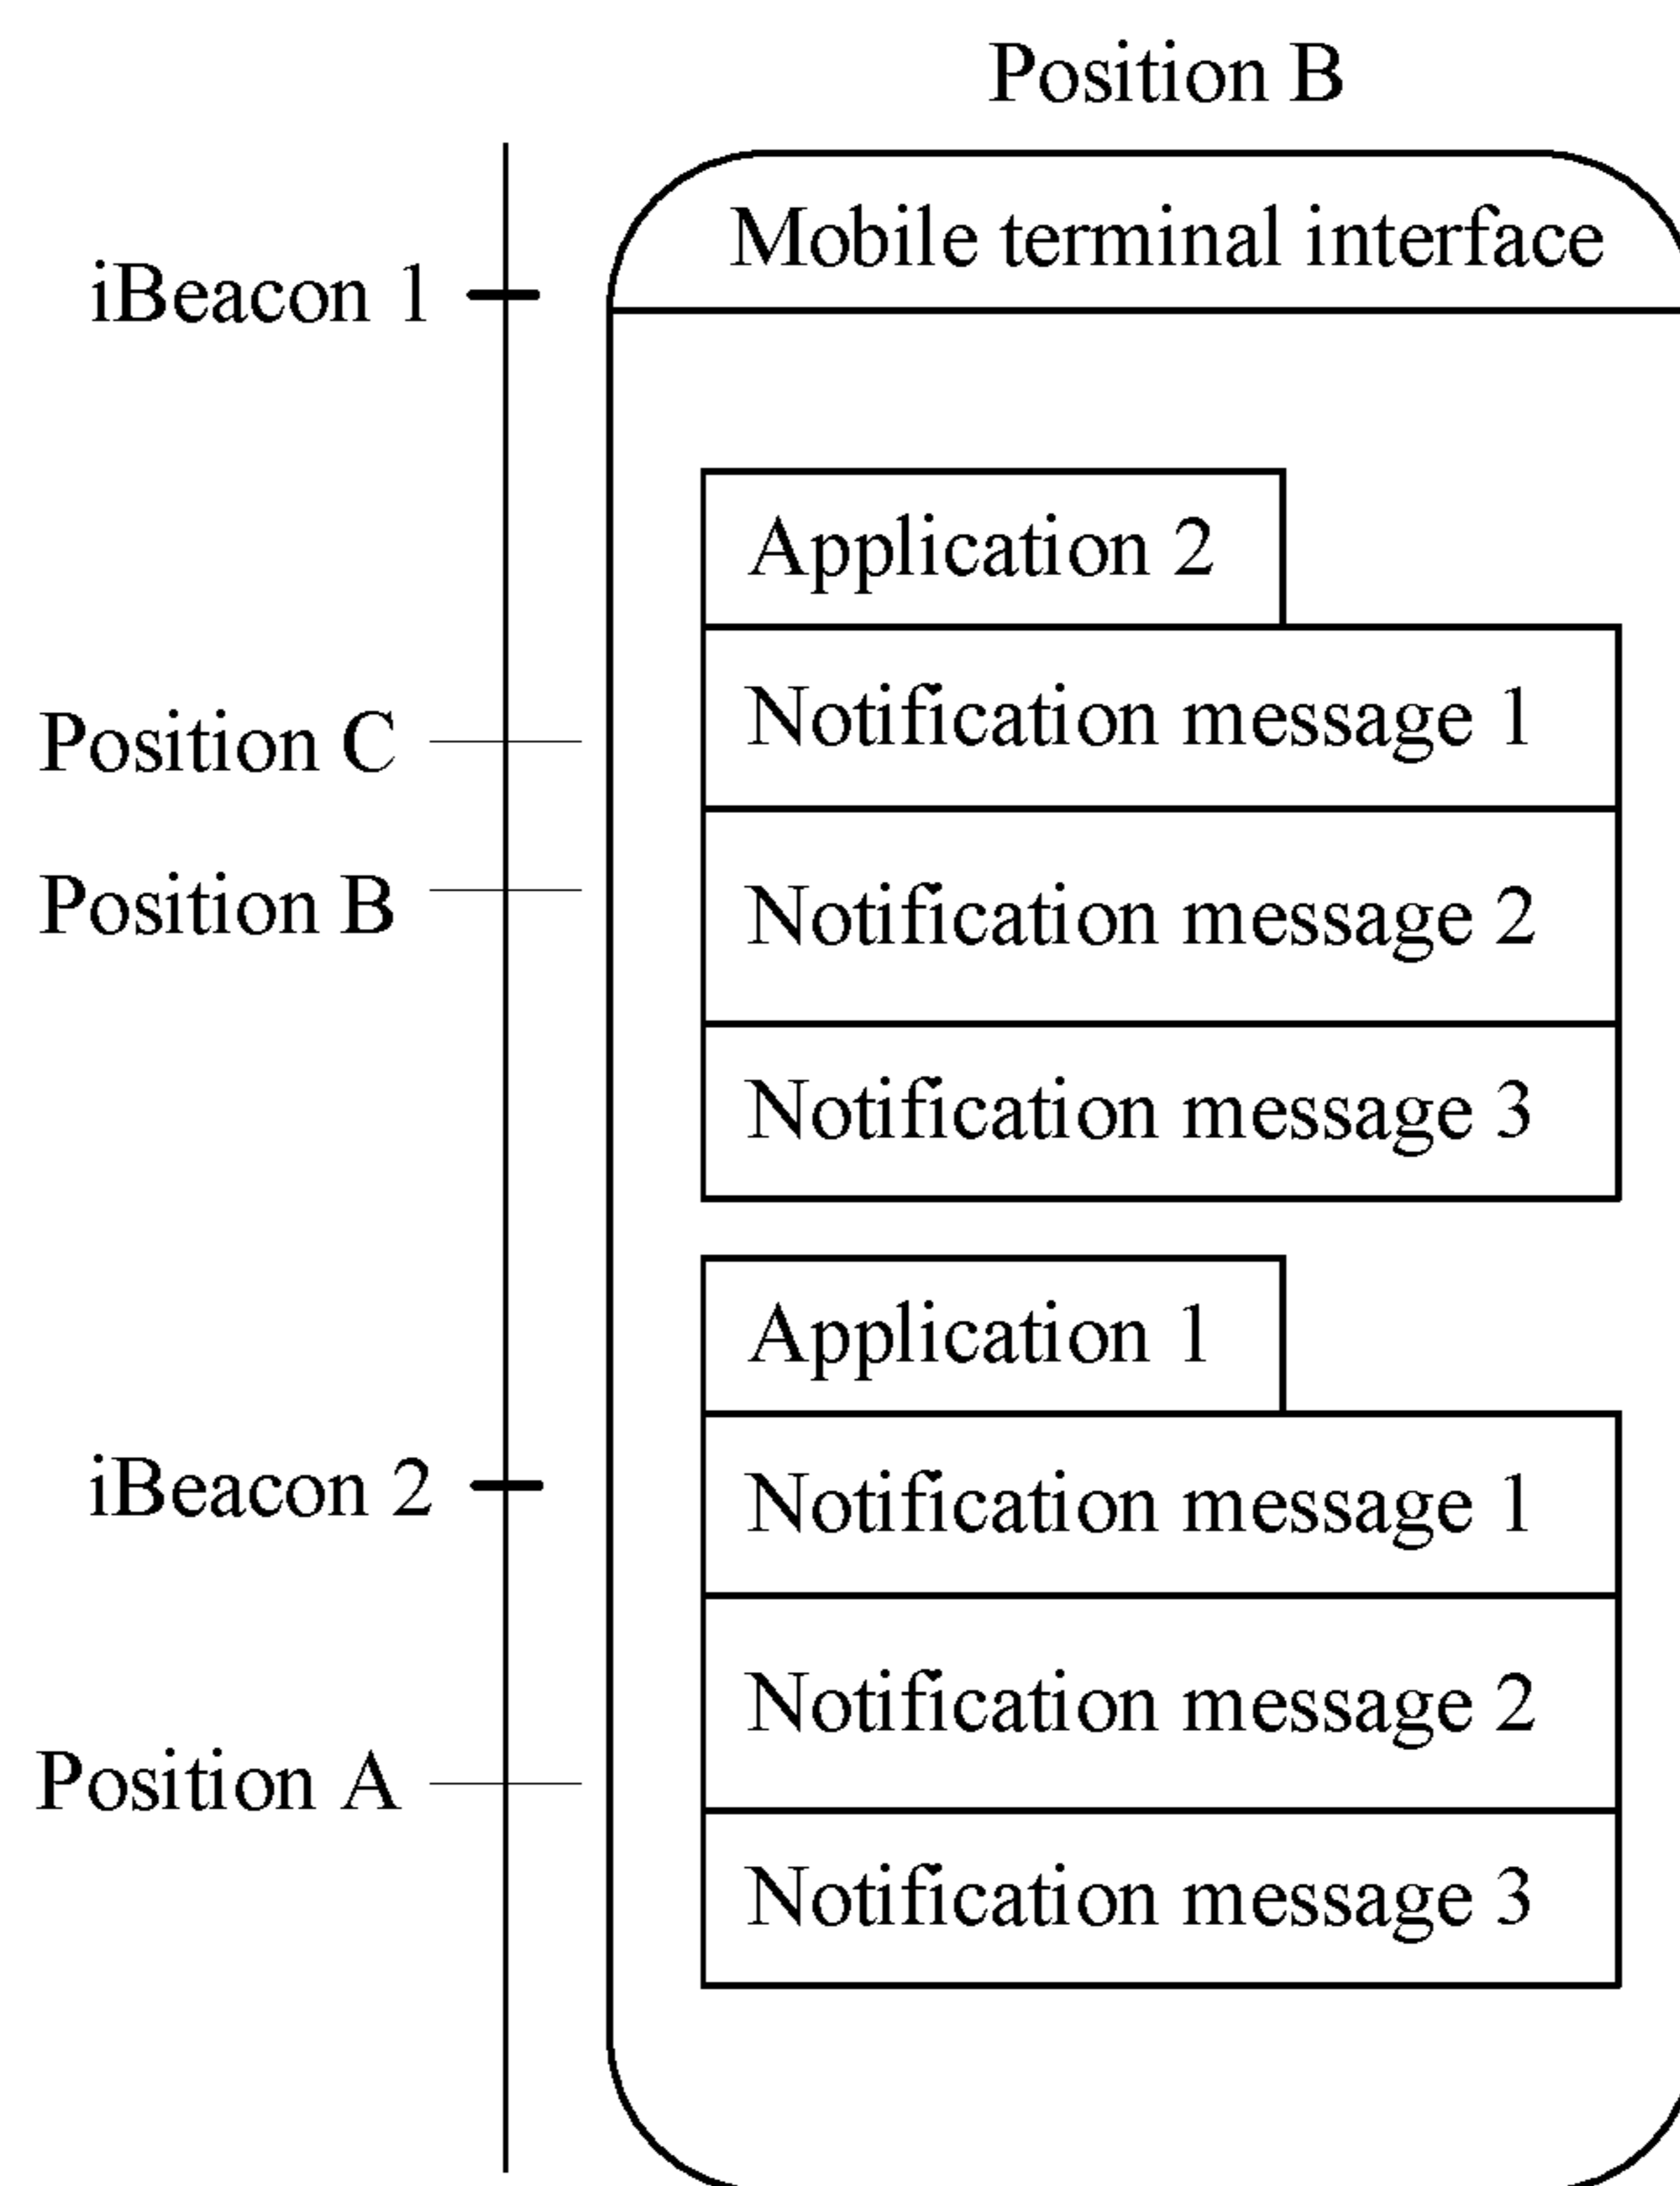 Position B
Mobile terminal interface
iBeacon 1
Application 2
Notification message 1
Position C
Notification message 2
Position B
Notification message 3
Application 1
iBeacon 2
Notification message 1
Notification message 2
Position A
Notification message 3